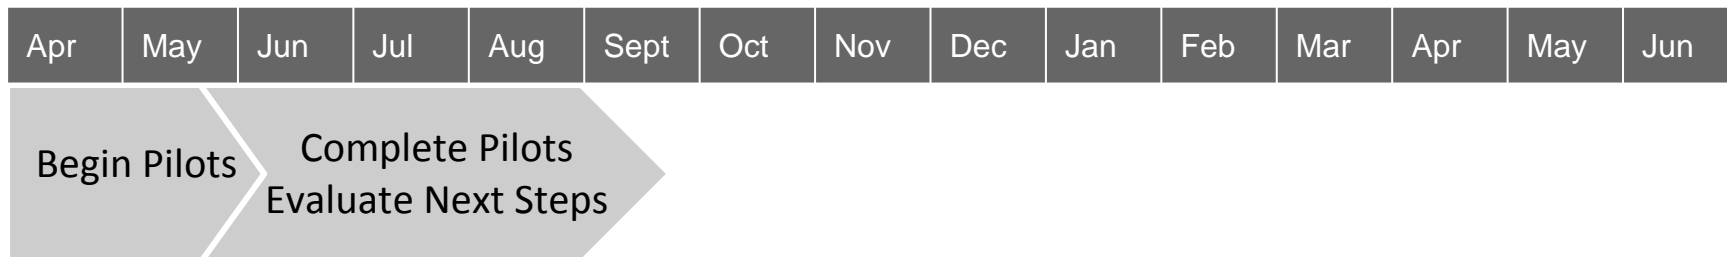 Apr May Jun Jul Aug Sept Oct Nov Dec Jan Feb Mar Apr May Jun
Begin Pilots
Complete Pilots
Evaluate Next Steps